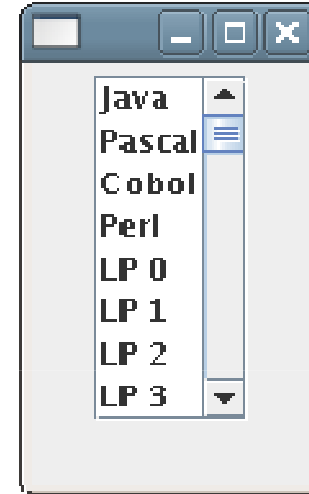 Java
Pascal
Cobol
Perl
LP 0
LP 1
LP 2
LP 3